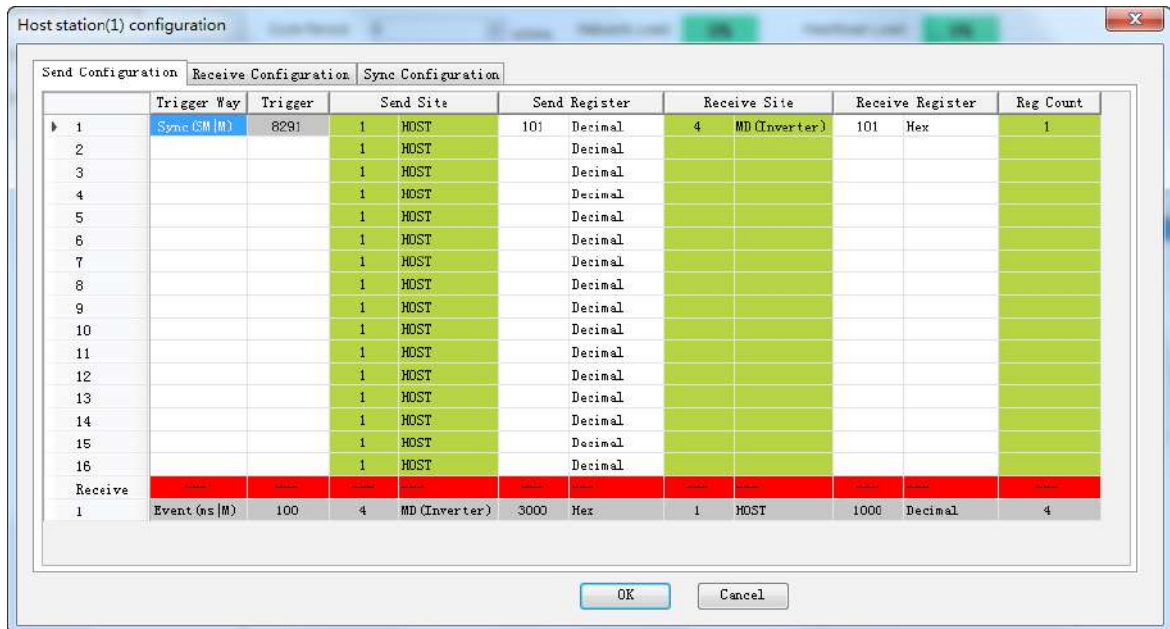 Host station(1) configuration
Send Configuration Receive Configuration Sync Configuration
Trigger Way Trigger Send Site Send Register Receive Site Receive Register Reg Count
1 Sync(SM|M) 8291 1 HOST 101 Decimal 4 MD(Inverter) 101 Hex 1
2 1 HOST Decimal
3 1 HOST Decimal
4 1 HOST Decimal
5 1 HOST Decimal
6 1 HOST Decimal
7 1 HOST Decimal
8 1 HOST Decimal
9 1 HOST Decimal
10 1 HOST Decimal
11 1 HOST Decimal
12 1 HOST Decimal
13 1 HOST Decimal
14 1 HOST Decimal
15 1 HOST Decimal
16 1 HOST Decimal
Receive ---- ---- ---- ---- ---- ---- ---- ---- ---- ---- ----
1 Event(ms|M) 100 4 MD(Inverter) 3000 Hex 1 HOST 1000 Decimal 4
OK Cancel